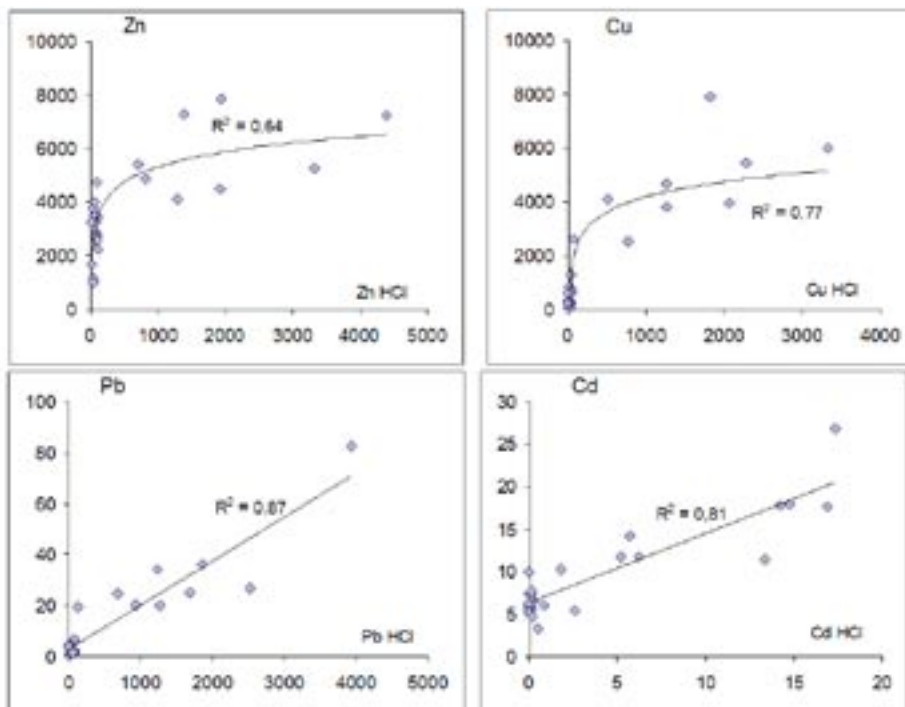 Zn
10000
8000
6000
4000
2000
0
R² = 0,64
Zn HCl
0 1000 2000 3000 4000 5000
Cu
10000
8000
6000
4000
2000
0
R² = 0,77
Cu HCl
0 1000 2000 3000 4000
Pb
100
80
60
40
20
0
R² = 0,87
Pb HCl
0 1000 2000 3000 4000 5000
Cd
30
25
20
15
10
5
0
R² = 0,81
Cd HCl
0 5 10 15 20